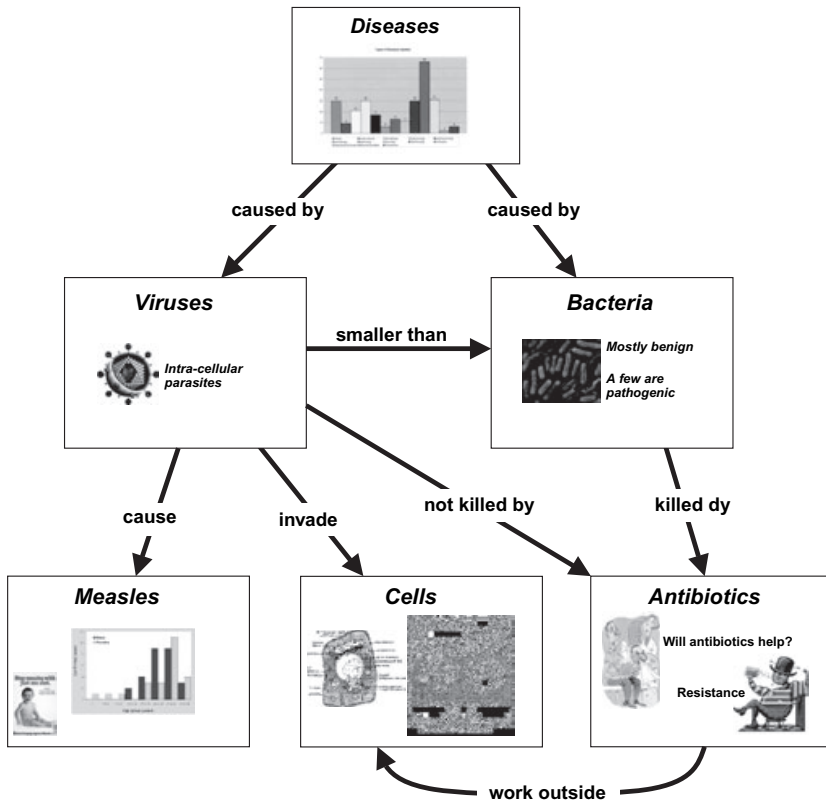 Diseases
caused by
caused by
Viruses
Intra-cellular
parasites
smaller than
Bacteria
Mostly benign
A few are
pathogenic
cause
invade
not killed by
killed dy
Measles
Cells
Antibiotics
Will antibiotics help?
Resistance
work outside